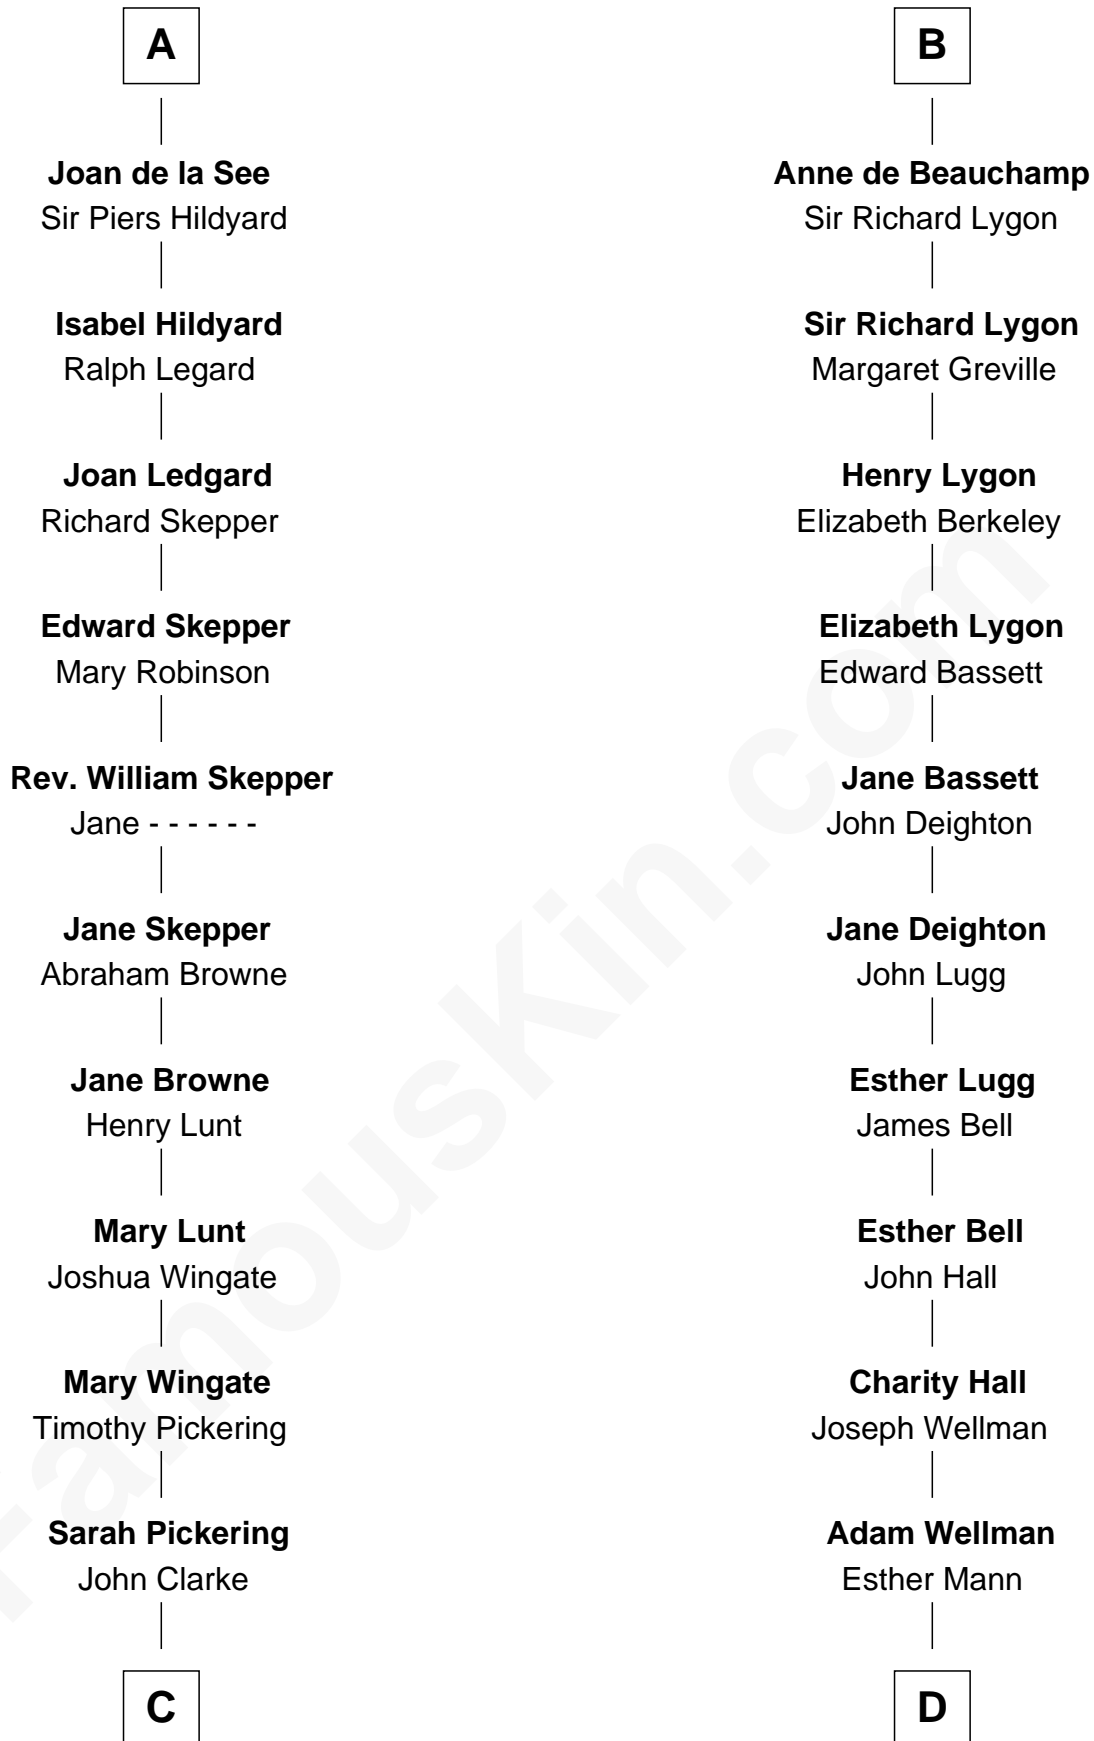 A
Joan de la See
Sir Piers Hildyard
Isabel Hildyard
Ralph Legard
Joan Ledgard
Richard Skepper
Edward Skepper
Mary Robinson
Rev. William Skepper
Jane - - - - - -
Jane Skepper
Abraham Browne
Jane Browne
Henry Lunt
Mary Lunt
Joshua Wingate
Mary Wingate
Timothy Pickering
Sarah Pickering
John Clarke
C
B
Anne de Beauchamp
Sir Richard Lygon
Sir Richard Lygon
Margaret Greville
Henry Lygon
Elizabeth Berkeley
Elizabeth Lygon
Edward Bassett
Jane Bassett
John Deighton
Jane Deighton
John Lugg
Esther Lugg
James Bell
Esther Bell
John Hall
Charity Hall
Joseph Wellman
Adam Wellman
Esther Mann
D
FamousKin.com